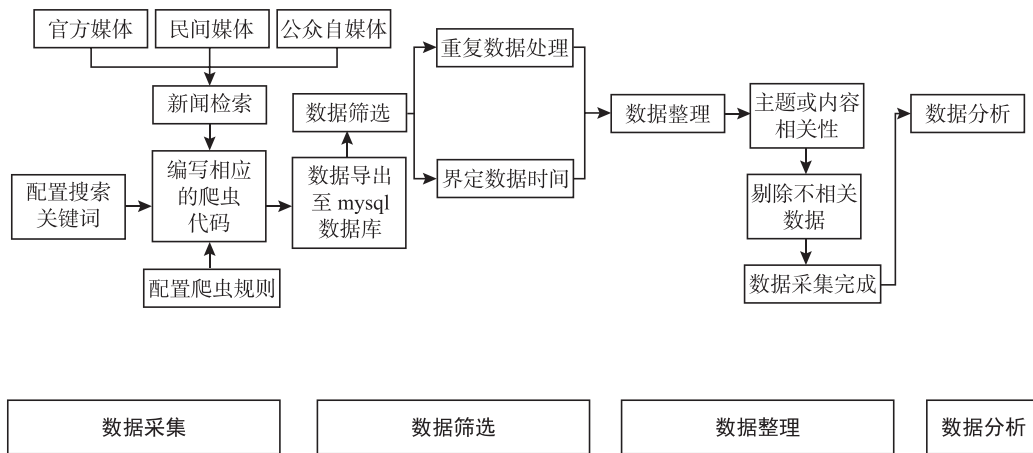 官方媒体
民间媒体
公众自媒体
新闻检索
配置搜索
关键词
编写相应
的爬虫
代码
配置爬虫规则
数据筛选
数据导出
至 mysql
数据库
重复数据处理
界定数据时间
数据整理
主题或内容
相关性
剔除不相关
数据
数据采集完成
数据分析
数据采集
数据筛选
数据整理
数据分析